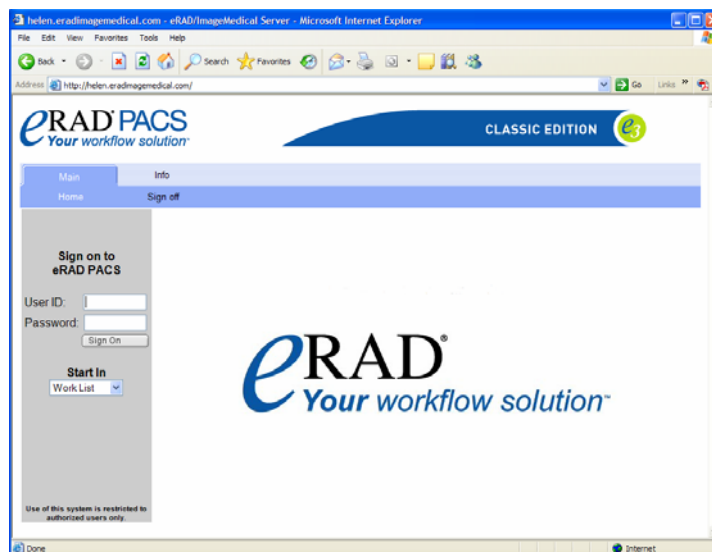 helen.eradimagemedical.com - eRAD/ImageMedical Server - Microsoft Internet Explorer
File Edit View Favorites Tools Help
Back Search Favorites
Address http://helen.eradimagemedical.com/ Go Links »
eRAD PACS
Your workflow solution
CLASSIC EDITION e3
Main Info
Home Sign off
Sign on to
eRAD PACS
User ID:
Password:
Sign On
Start In
Work List
eRAD®
Your workflow solution™
Use of this system is restricted to
authorized users only.
Done Internet